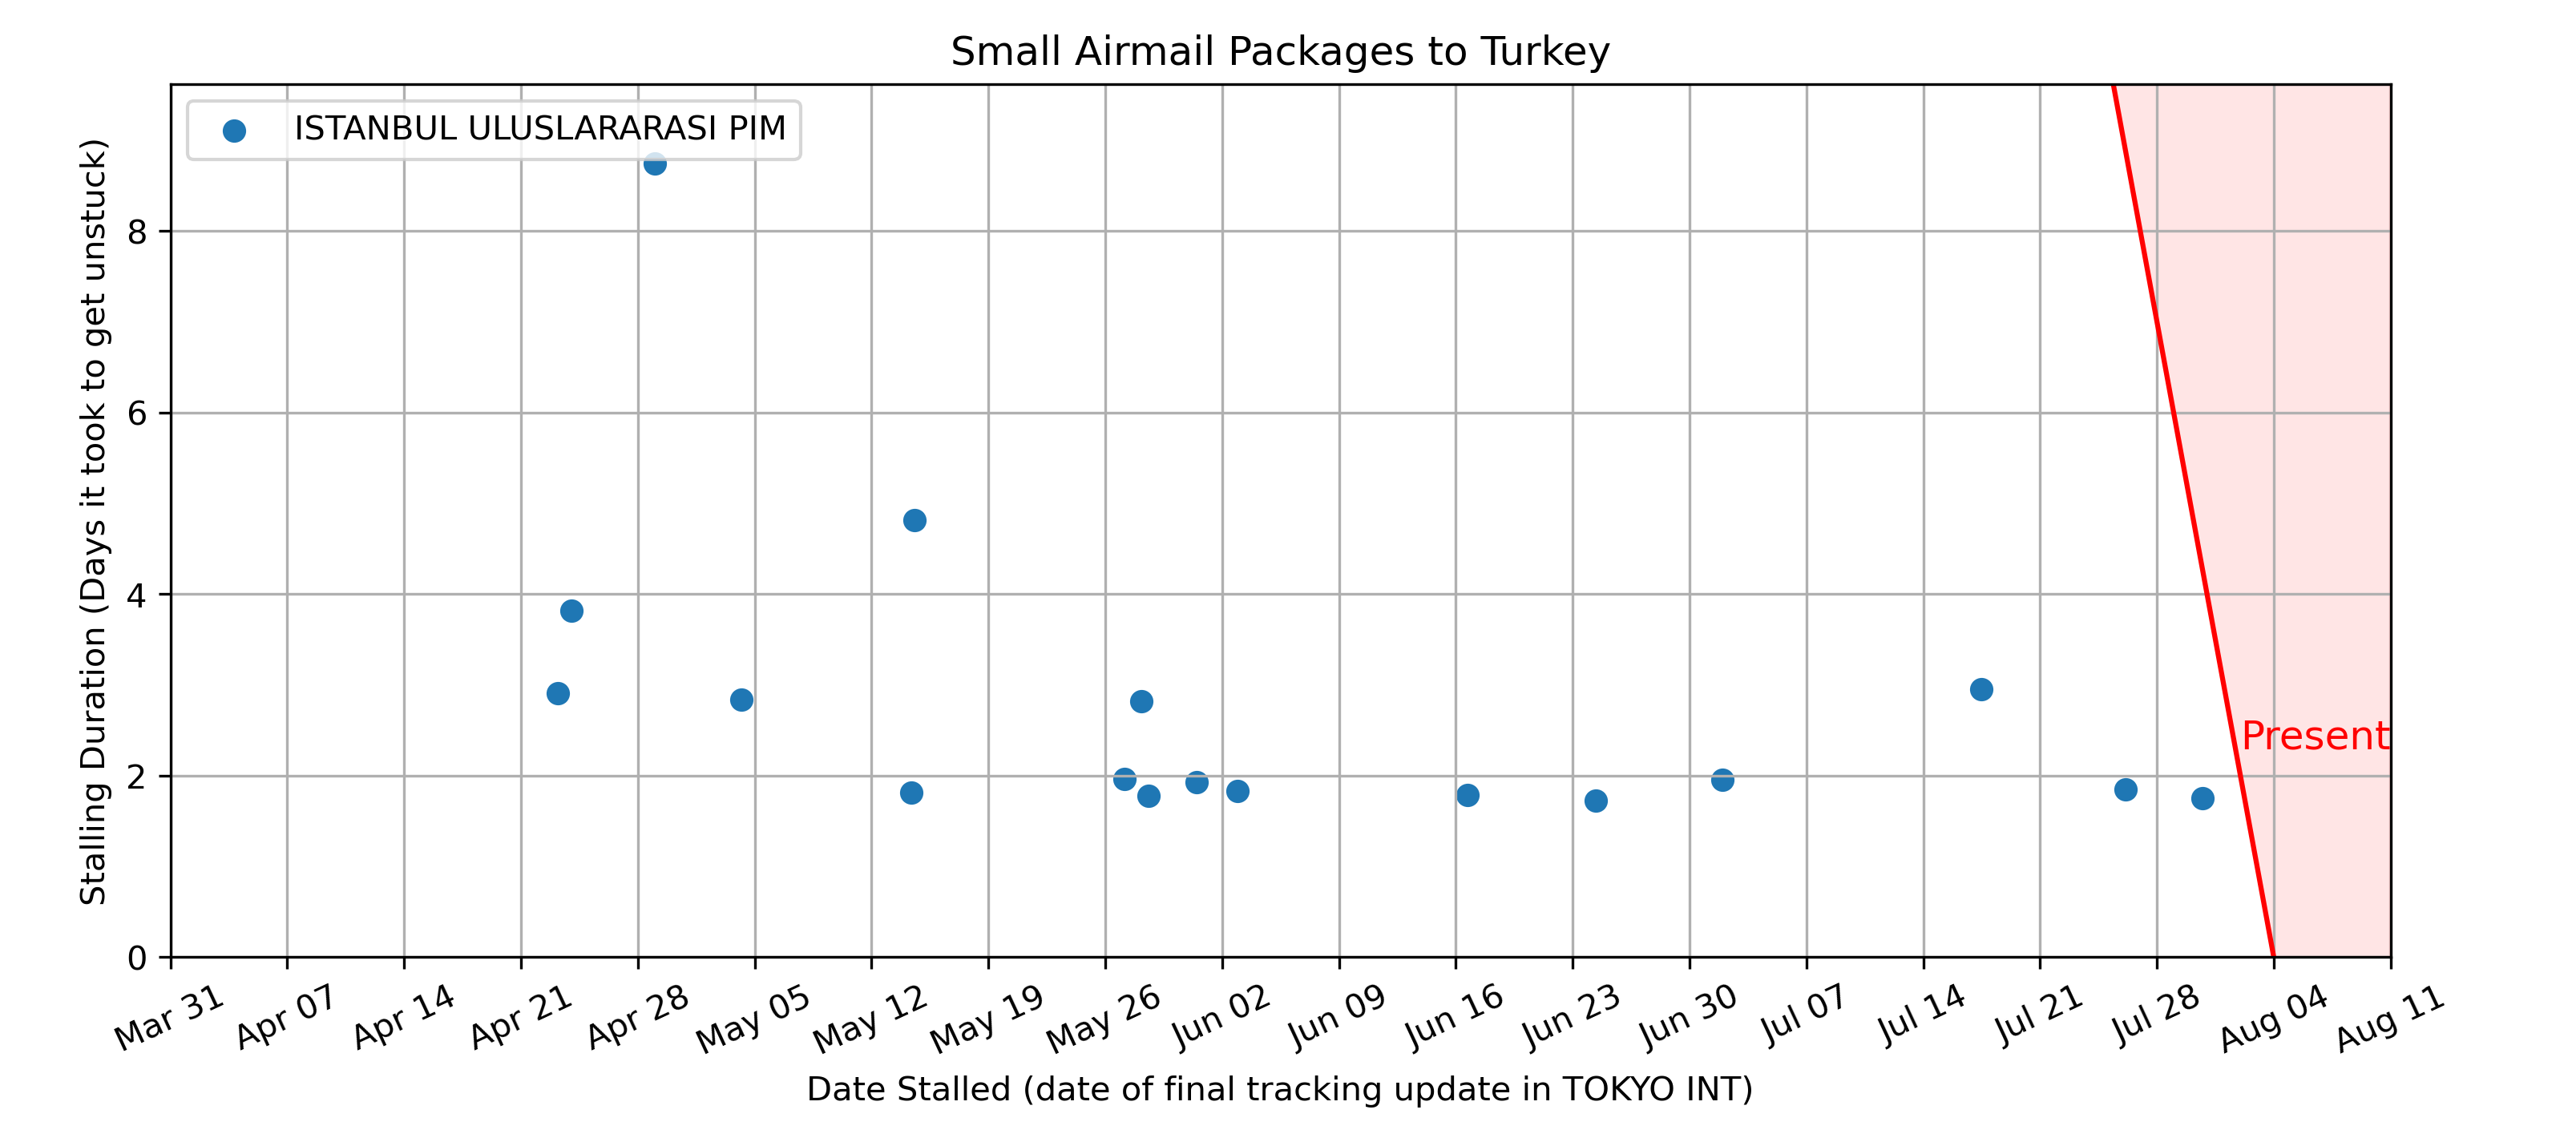 Small Airmail Packages to Turkey
ISTANBUL ULUSLARARASI PIM
Stalling Duration (Days it took to get unstuck)
8
6
4
2
0
Present
Mar 31
Apr 07
Apr 14
Apr 21
Apr 28
May 05
May 12
May 19
May 26
Jun 02
Jun 09
Jun 16
Jun 23
Jun 30
Jul 07
Jul 14
Jul 21
Jul 28
Aug 04
Aug 11
Date Stalled (date of final tracking update in TOKYO INT)